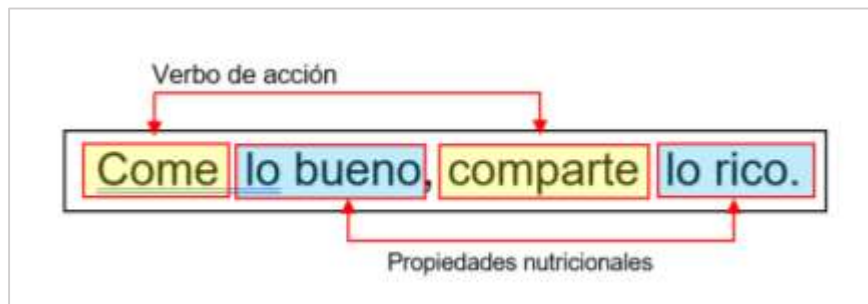 Verbo de acción
Come lo bueno, comparte lo rico.
Propiedades nutricionales